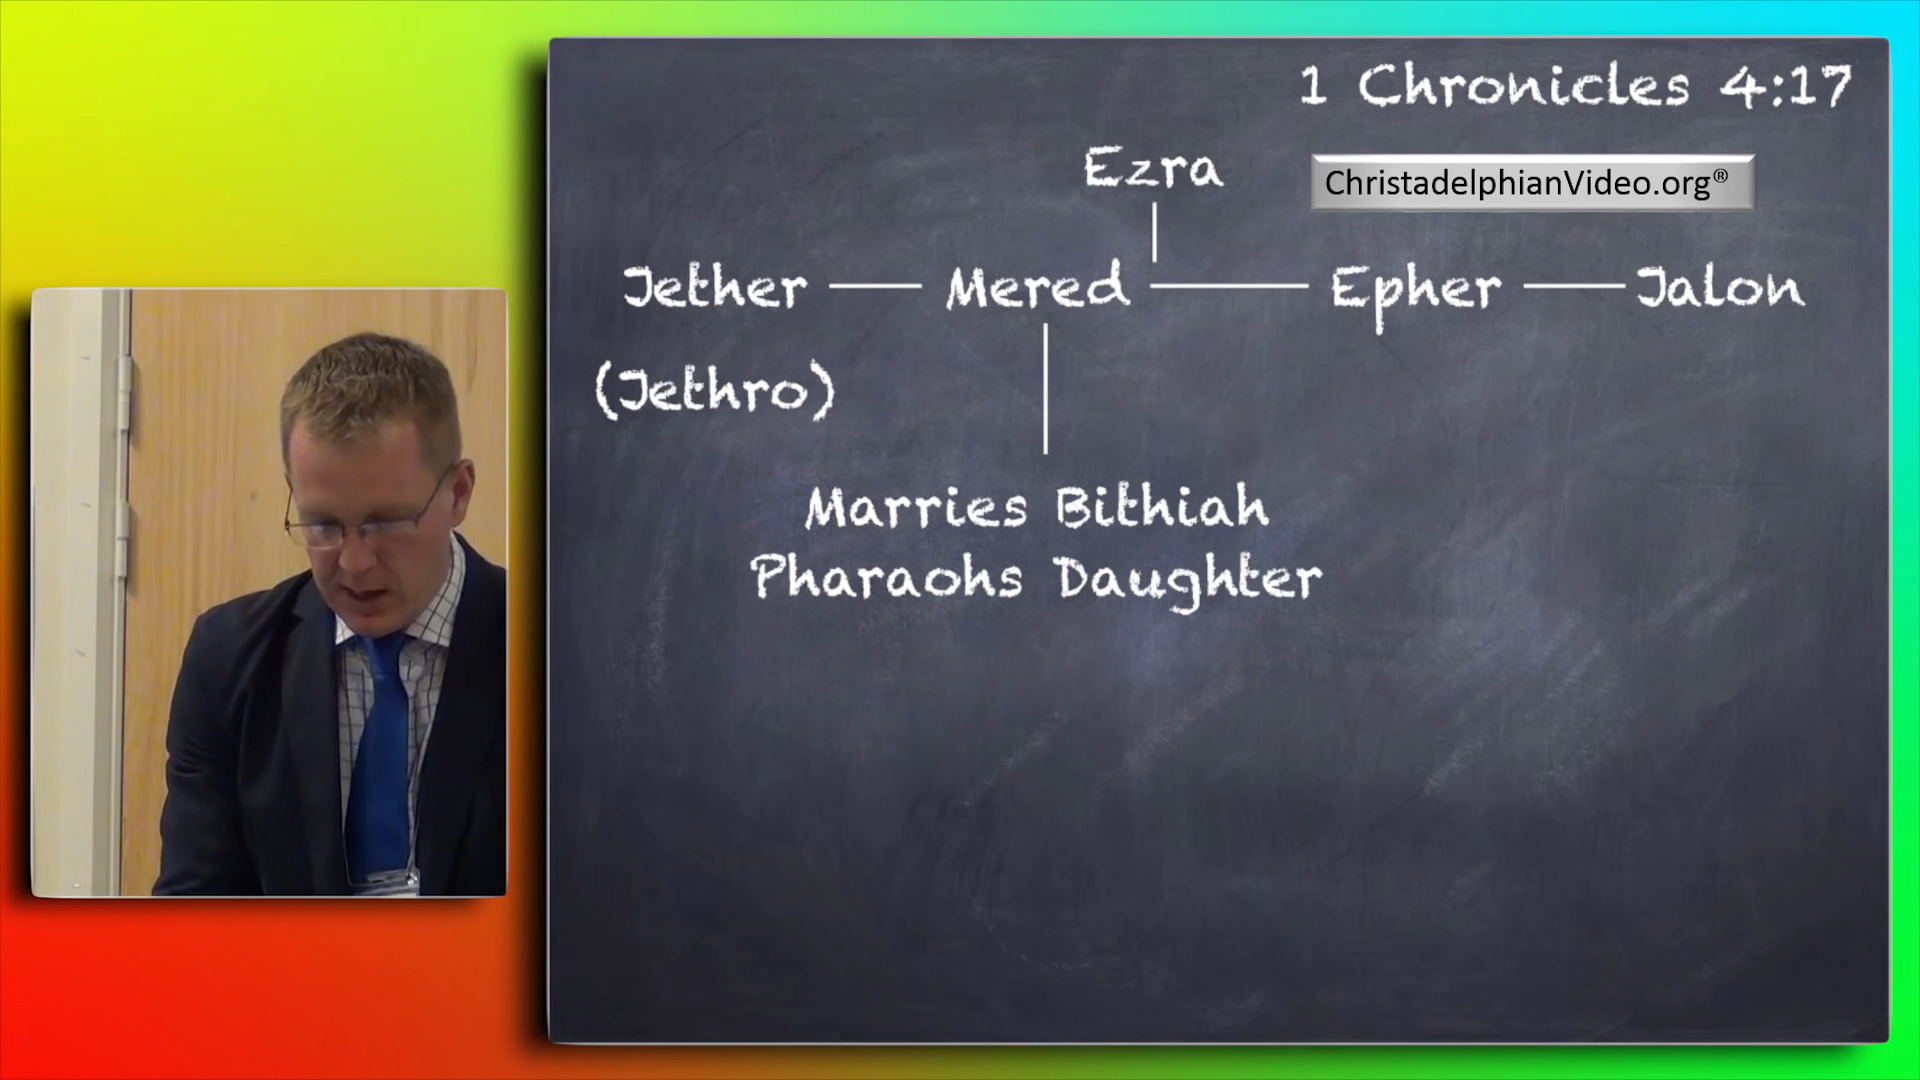 1 Chronicles 4:17
ChristadelphianVideo.org®
Ezra
Jether Mered Epher Jalon
(Jethro)
Marries Bithiah
Pharaohs Daughter